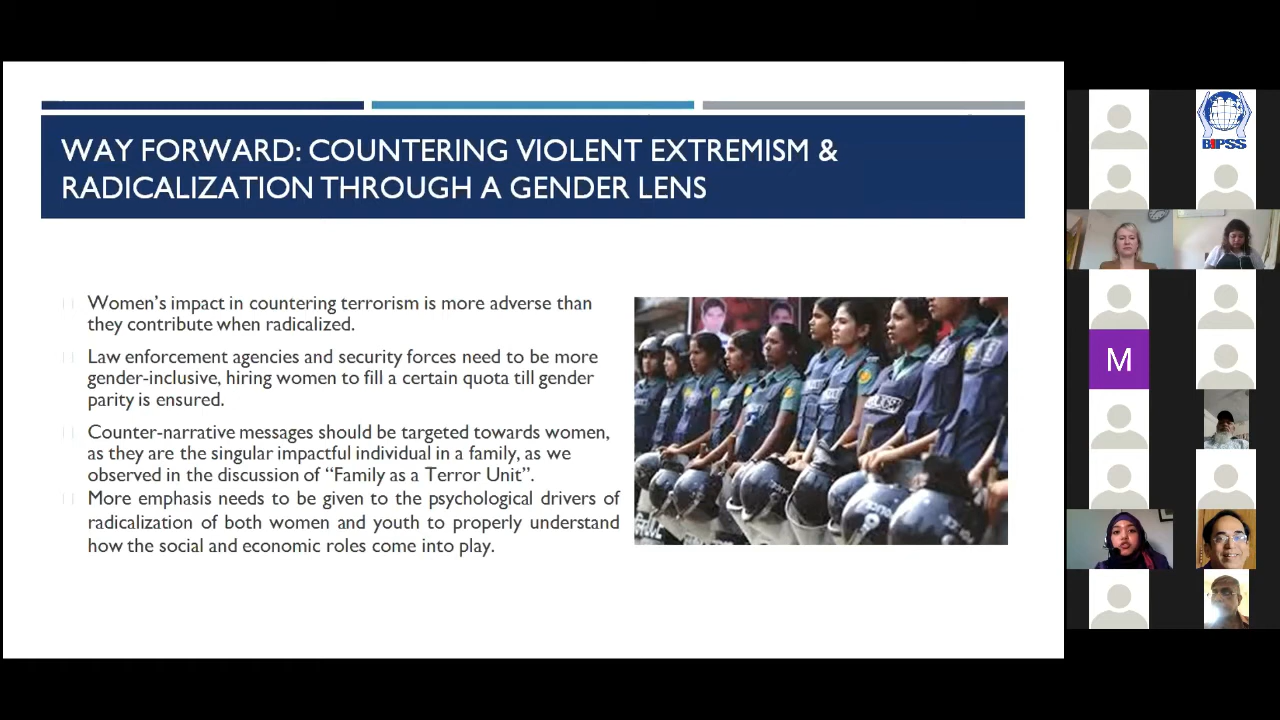 WAY FORWARD: COUNTERING VIOLENT EXTREMISM &
RADICALIZATION THROUGH A GENDER LENS
Women's impact in countering terrorism is more adverse than
they contribute when radicalized.
Law enforcement agencies and security forces need to be more
gender-inclusive, hiring women to fill a certain quota till gender
parity is ensured.
Counter-narrative messages should be targeted towards women,
as they are the singular impactful individual in a family, as we
observed in the discussion of “Family as a Terror Unit”.
More emphasis needs to be given to the psychological drivers of
radicalization of both women and youth to properly understand
how the social and economic roles come into play.
POLICE
BIPSS
M